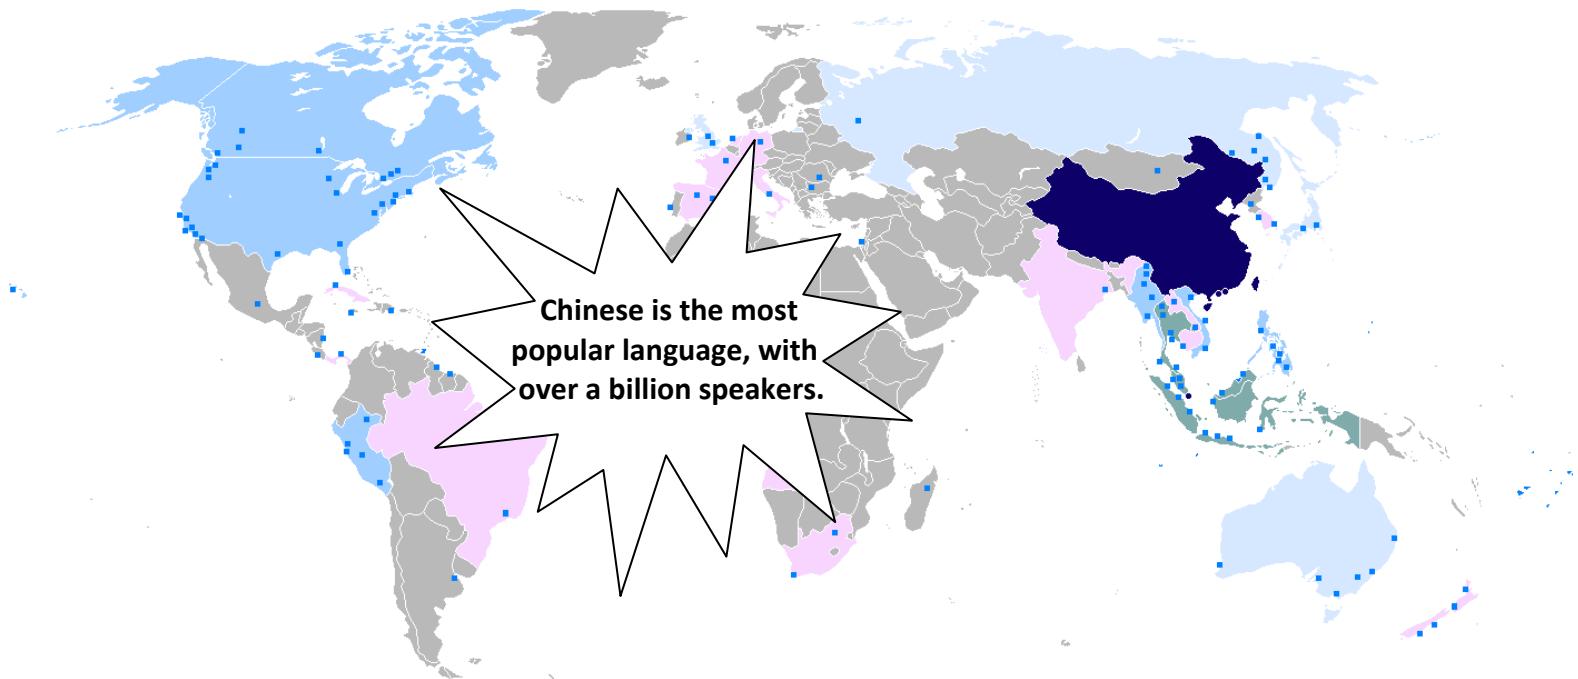 Chinese is the most
popular language, with
over a billion speakers.